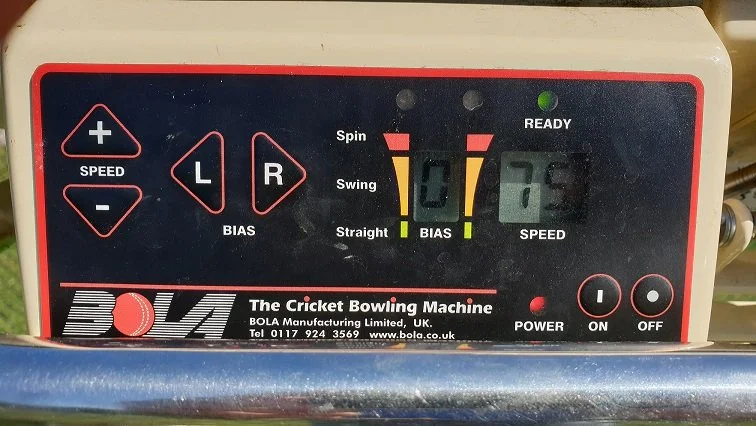 +
SPEED
-
L
R
BIAS
Spin
Swing
Straight
0
BIAS
READY
75
SPEED
BOLA
The Cricket Bowling Machine
BOLA Manufacturing Limited, UK.
Tel 0117 924 3569 www.bola.co.uk
POWER
ON
OFF